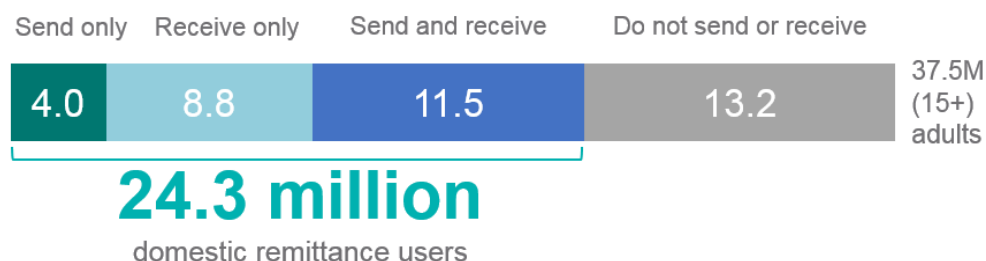 Send only Receive only Send and receive Do not send or receive
4.0 8.8 11.5 13.2
37.5M
(15+)
adults
24.3 million
domestic remittance users